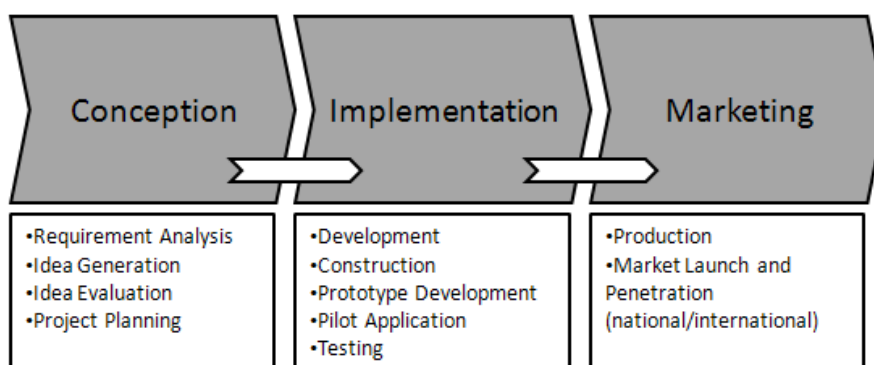 Conception
Implementation
Marketing
•Requirement Analysis
•Idea Generation
•Idea Evaluation
•Project Planning
•Development
•Construction
•Prototype Development
•Pilot Application
•Testing
•Production
•Market Launch and
Penetration
(national/international)